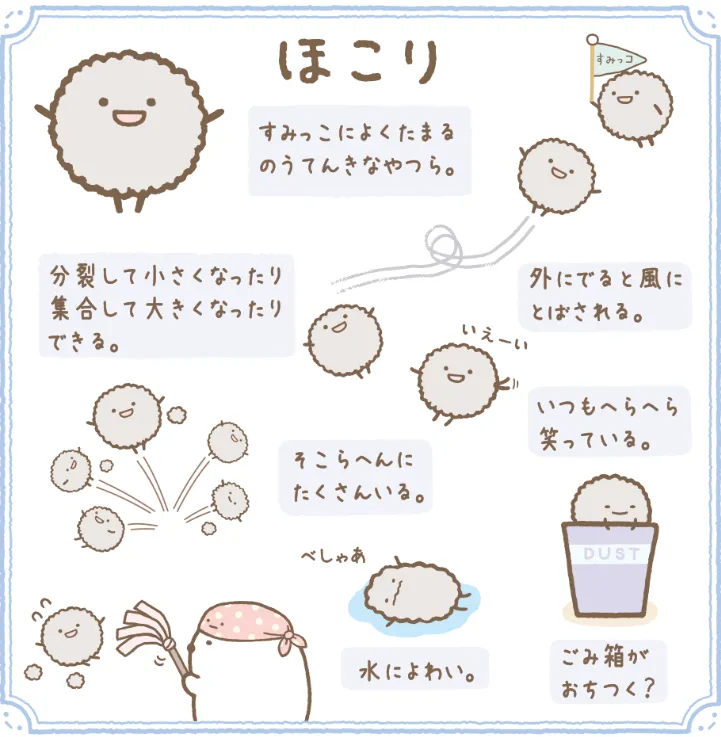 ほこり
すみっコ
すみっこによくたまる
のうてんきなやつら。
分裂して小さくなったり
集合して大きくなったり
できる。
外にでると風に
とばされる。
いえーい
いつもへらへら
笑っている。
そこらへんに
たくさんいる。
DUST
べしゃあ
水によわい。
ごみ箱が
おちつく?